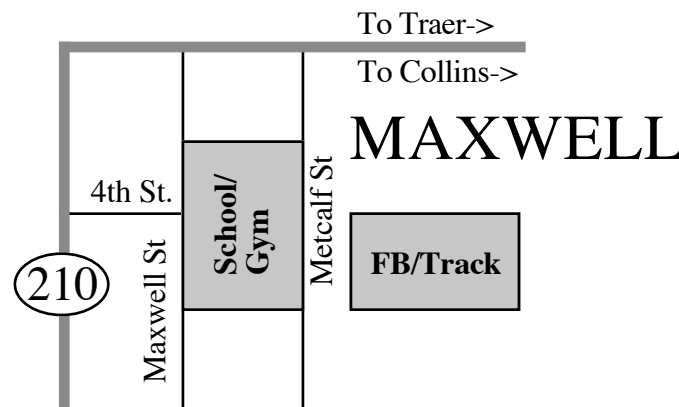 To Traer->
To Collins->
MAXWELL
4th St.
School/
Gym
Metcalf St
FB/Track
210
Maxwell St